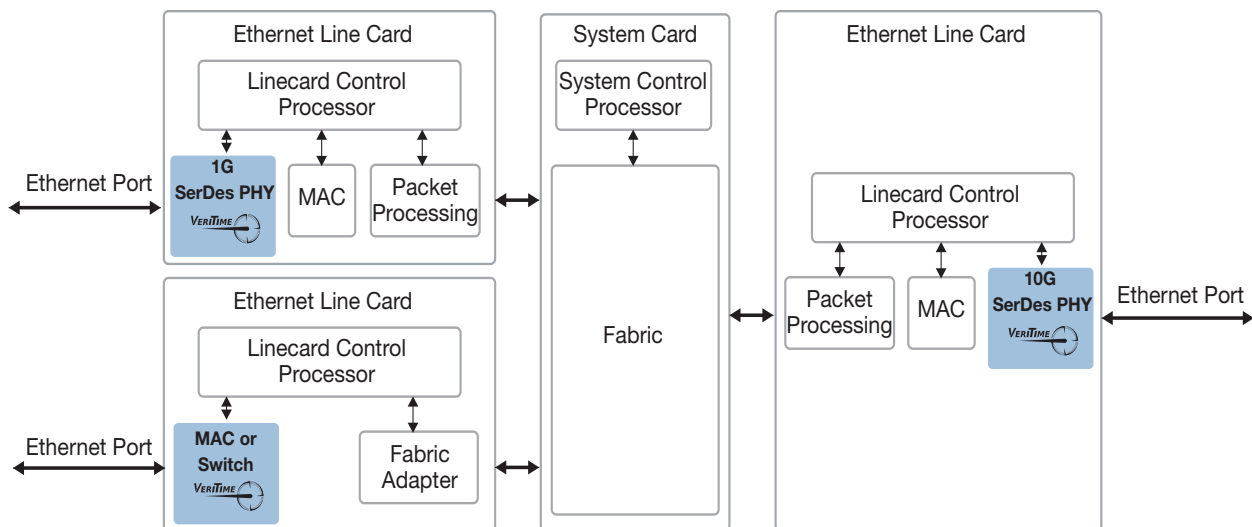 Ethernet Line Card
Linecard Control
Processor
1G
SerDes PHY
VERITIME
MAC
Packet
Processing
Ethernet Port
Ethernet Line Card
Linecard Control
Processor
MAC or
Switch
VERITIME
Fabric
Adapter
Ethernet Port
System Card
System Control
Processor
Fabric
Ethernet Line Card
Linecard Control
Processor
Packet
Processing
MAC
10G
SerDes PHY
VERITIME
Ethernet Port